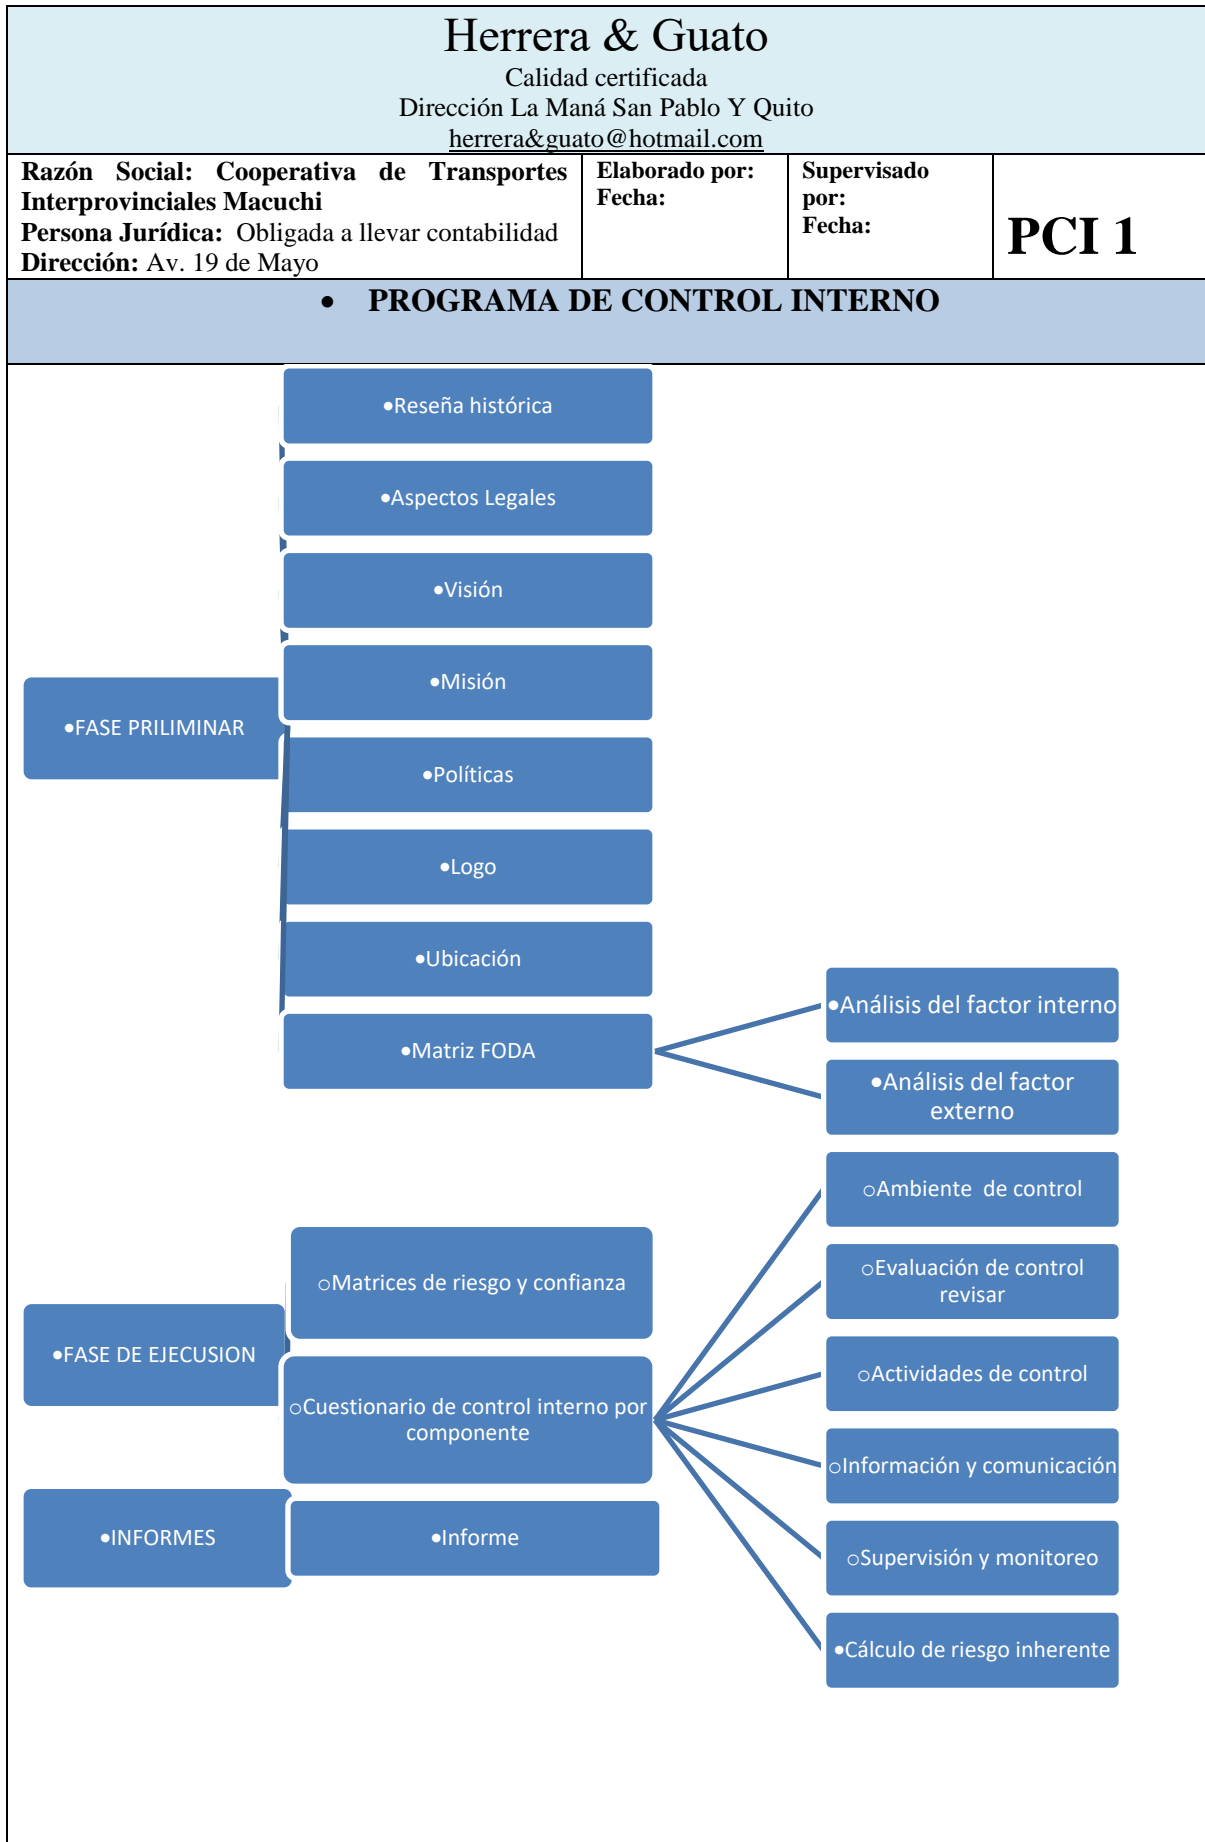 Herrera & Guato
Calidad certificada
Dirección La Maná San Pablo Y Quito
herrera&guato@hotmail.com
Razón Social: Cooperativa de Transportes
Interprovinciales Macuchi
Persona Jurídica: Obligada a llevar contabilidad
Dirección: Av. 19 de Mayo
Elaborado por:
Fecha:
Supervisado
por:
Fecha:
PCI 1
• PROGRAMA DE CONTROL INTERNO
•FASE PRILIMINAR
•Reseña histórica
•Aspectos Legales
•Visión
•Misión
•Políticas
•Logo
•Ubicación
•Matriz FODA
•Análisis del factor interno
•Análisis del factor
externo
•FASE DE EJECUSION
○Matrices de riesgo y confianza
○Cuestionario de control interno por
componente
○Ambiente de control
○Evaluación de control
revisar
○Actividades de control
○Información y comunicación
○Supervisión y monitoreo
•Cálculo de riesgo inherente
•INFORMES
•Informe